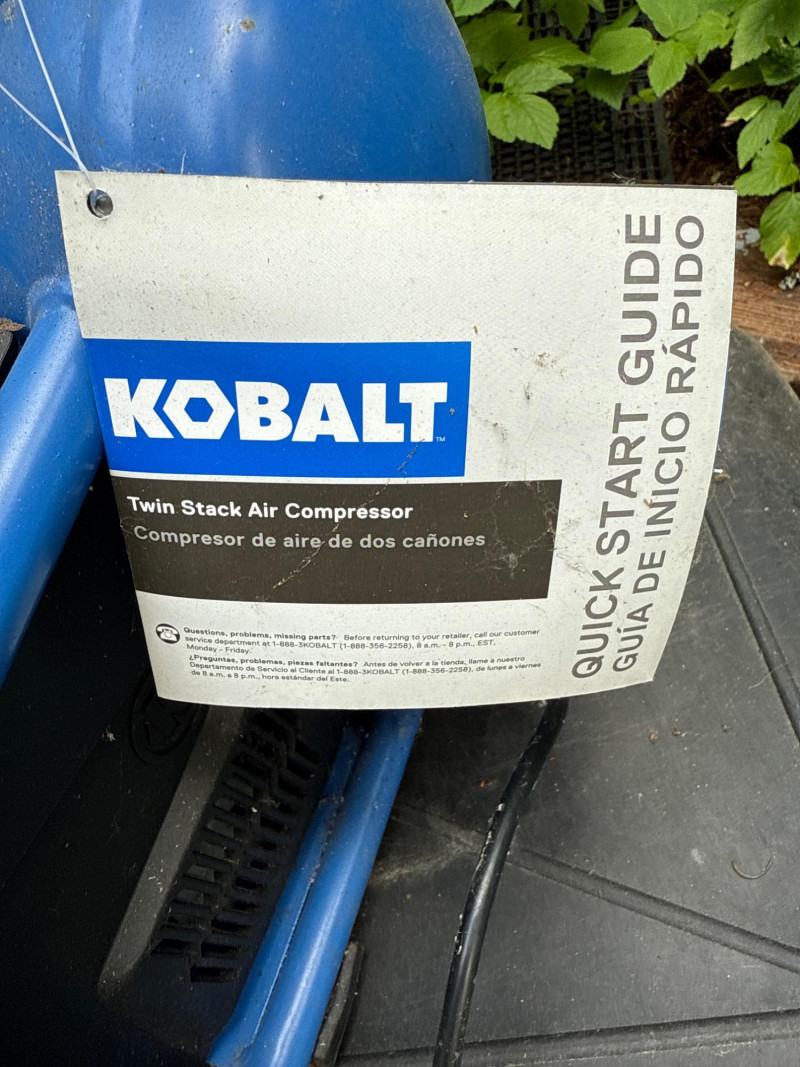 KOBALT™
Twin Stack Air Compressor
Compresor de aire de dos cañones
Questions, problems, missing parts? Before returning to your retailer, call our customer
service department at 1-888-3KOBALT (1-888-356-2258), 8 a.m. - 8 p.m., EST,
Monday - Friday.
¿Preguntas, problemas, piezas faltantes? Antes de volver a la tienda, llame a nuestro
Departamento de Servicio al Cliente al 1-888-3KOBALT (1-888-356-2258), de lunes a viernes
de 8 a.m. a 8 p.m., hora estándar del Este.
QUICK START GUIDE
GUÍA DE INICIO RÁPIDO